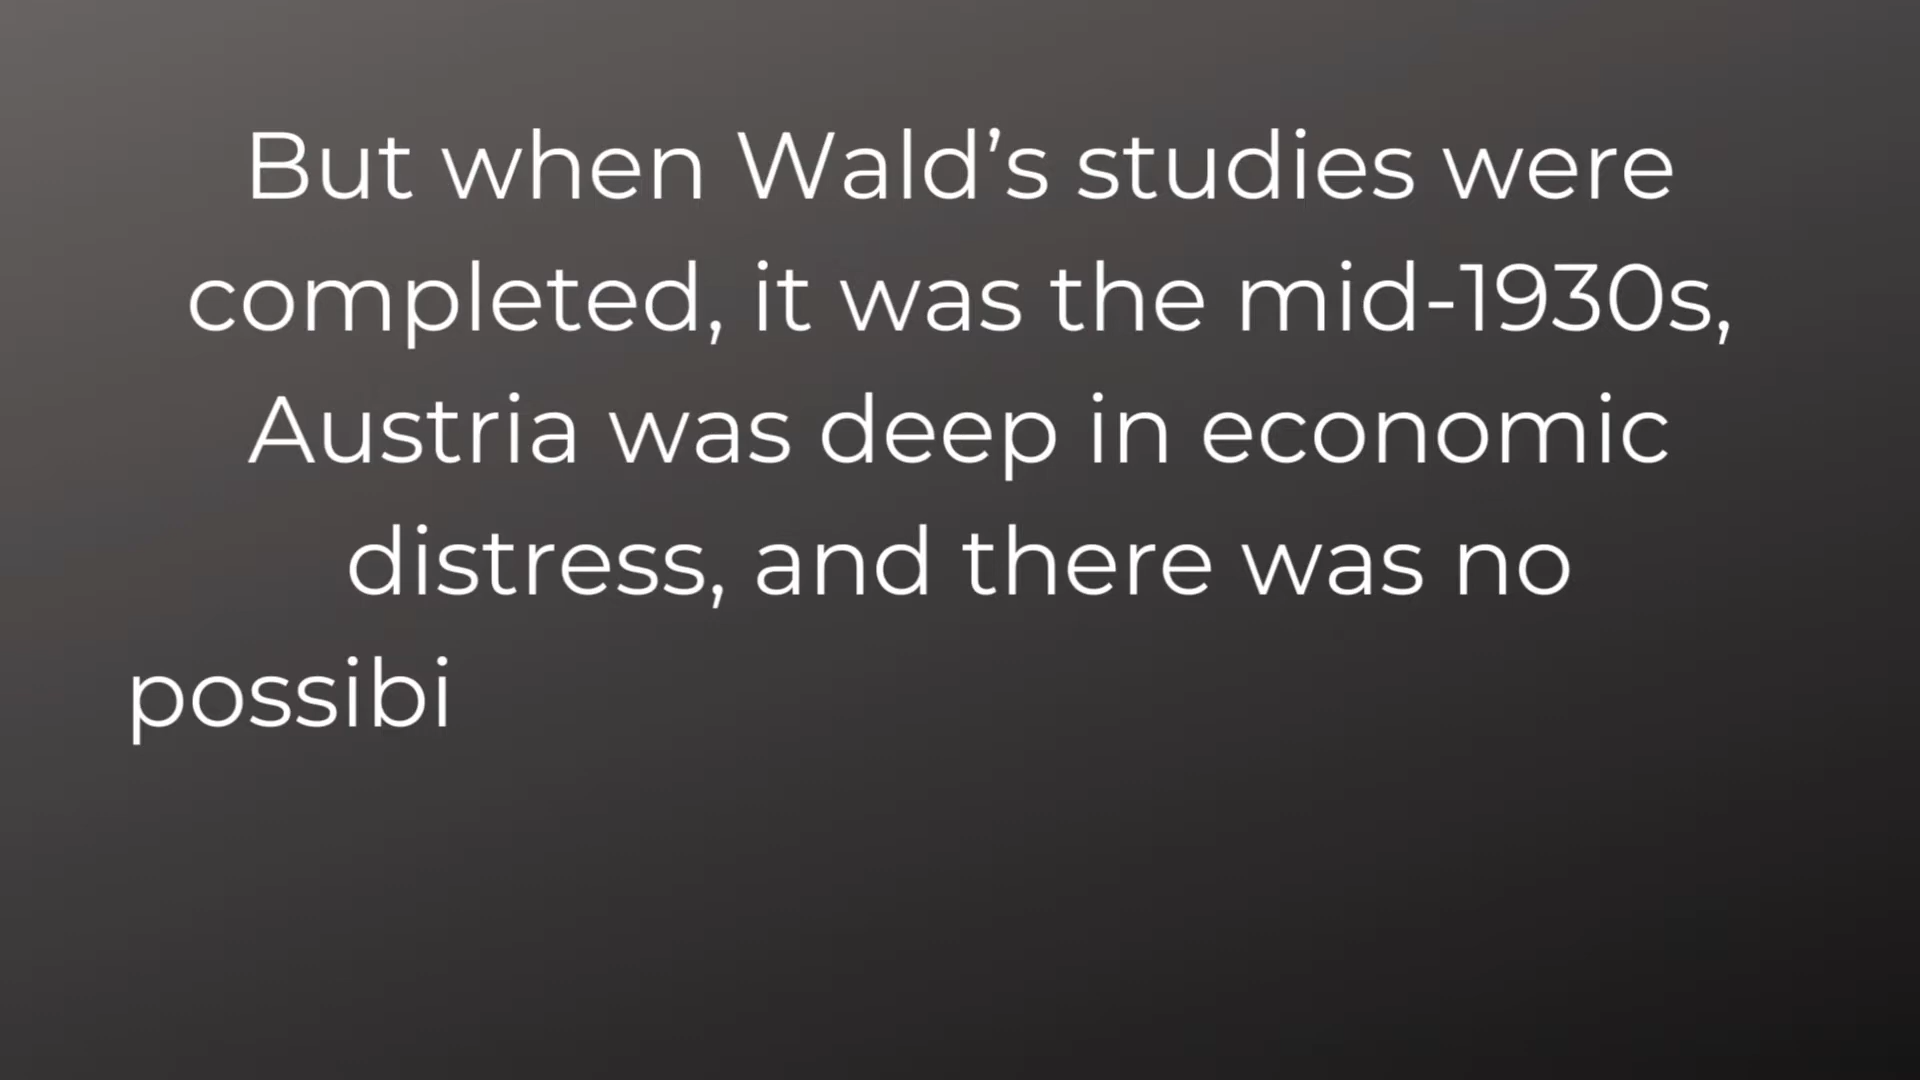 But when Wald’s studies were
completed, it was the mid-1930s,
Austria was deep in economic
distress, and there was no
possibi